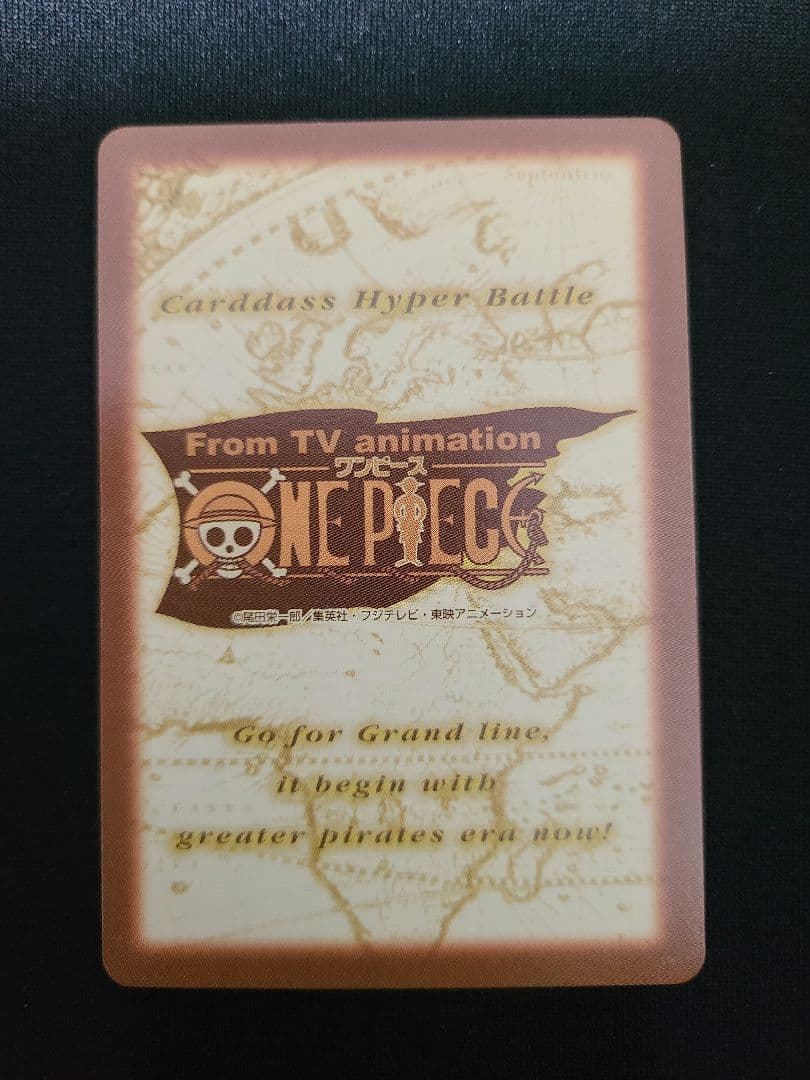 Septentrio
Carddass Hyper Battle
From TV animation
ワンピース
ONE PIECE
©尾田栄一郎/集英社・フジテレビ・東映アニメーション
Go for Grand line,
it begin with
greater pirates era now!